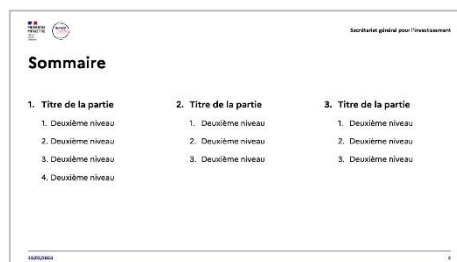 PREMIER
MINISTRE
Secrétariat général pour l'investissement
Sommaire
1. Titre de la partie
1. Deuxième niveau
2. Deuxième niveau
3. Deuxième niveau
4. Deuxième niveau
2. Titre de la partie
1. Deuxième niveau
2. Deuxième niveau
3. Deuxième niveau
3. Titre de la partie
1. Deuxième niveau
2. Deuxième niveau
3. Deuxième niveau